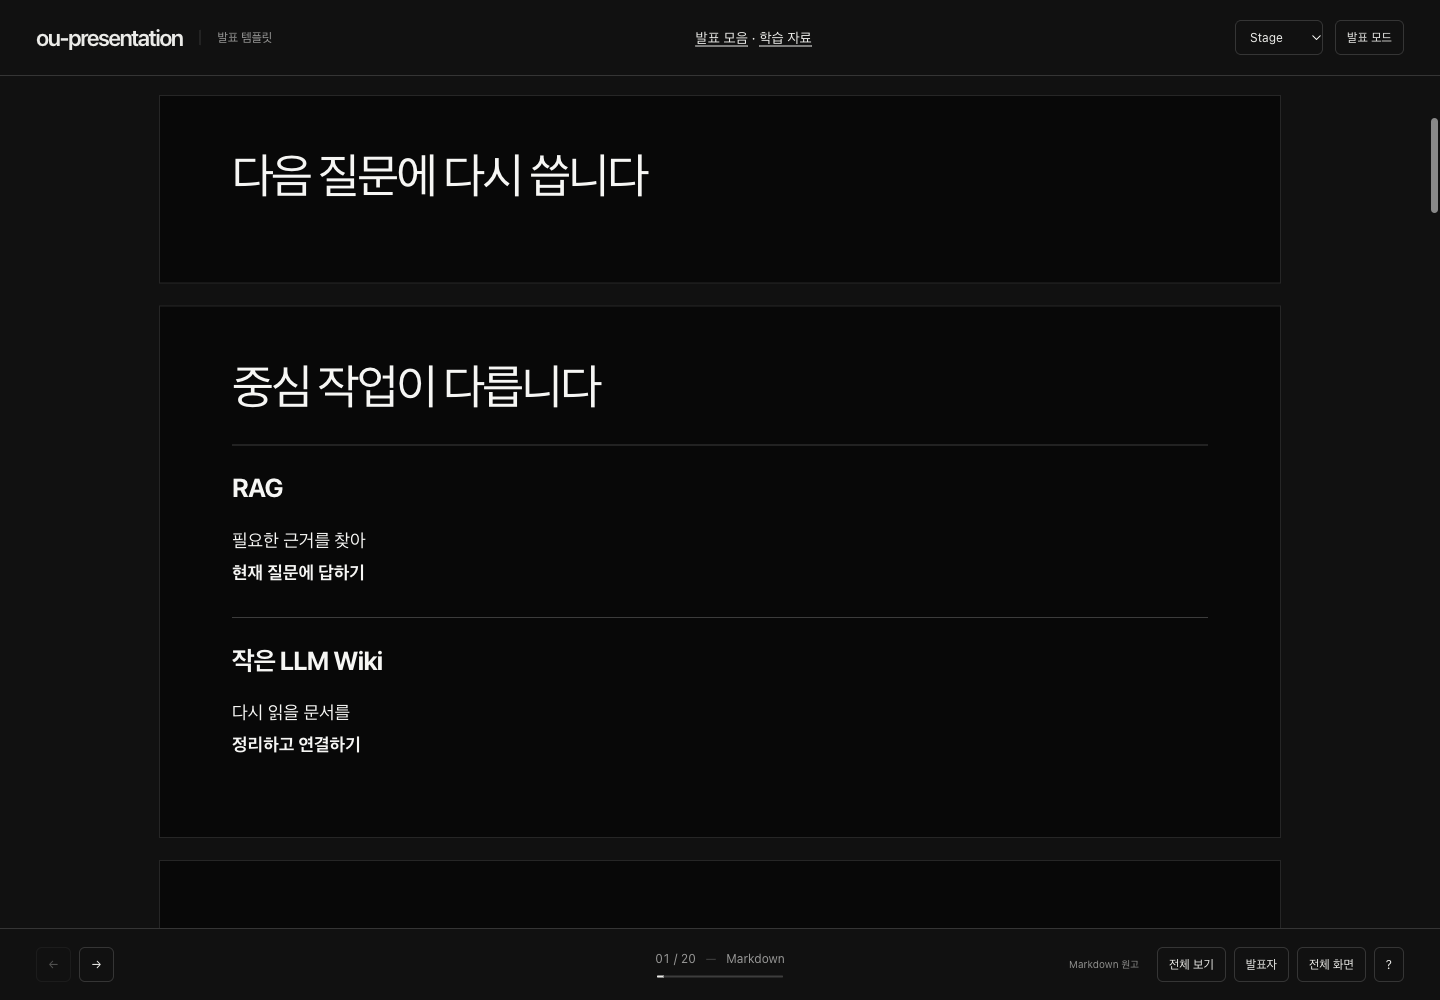 ou-presentation
발표 템플릿
발표 모음 · 학습 자료
Stage
발표 모드
다음 질문에 다시 씁니다
중심 작업이 다릅니다
RAG
필요한 근거를 찾아
현재 질문에 답하기
작은 LLM Wiki
다시 읽을 문서를
정리하고 연결하기
←
→
01 / 20 — Markdown
Markdown 원고
전체 보기
발표자
전체 화면
?